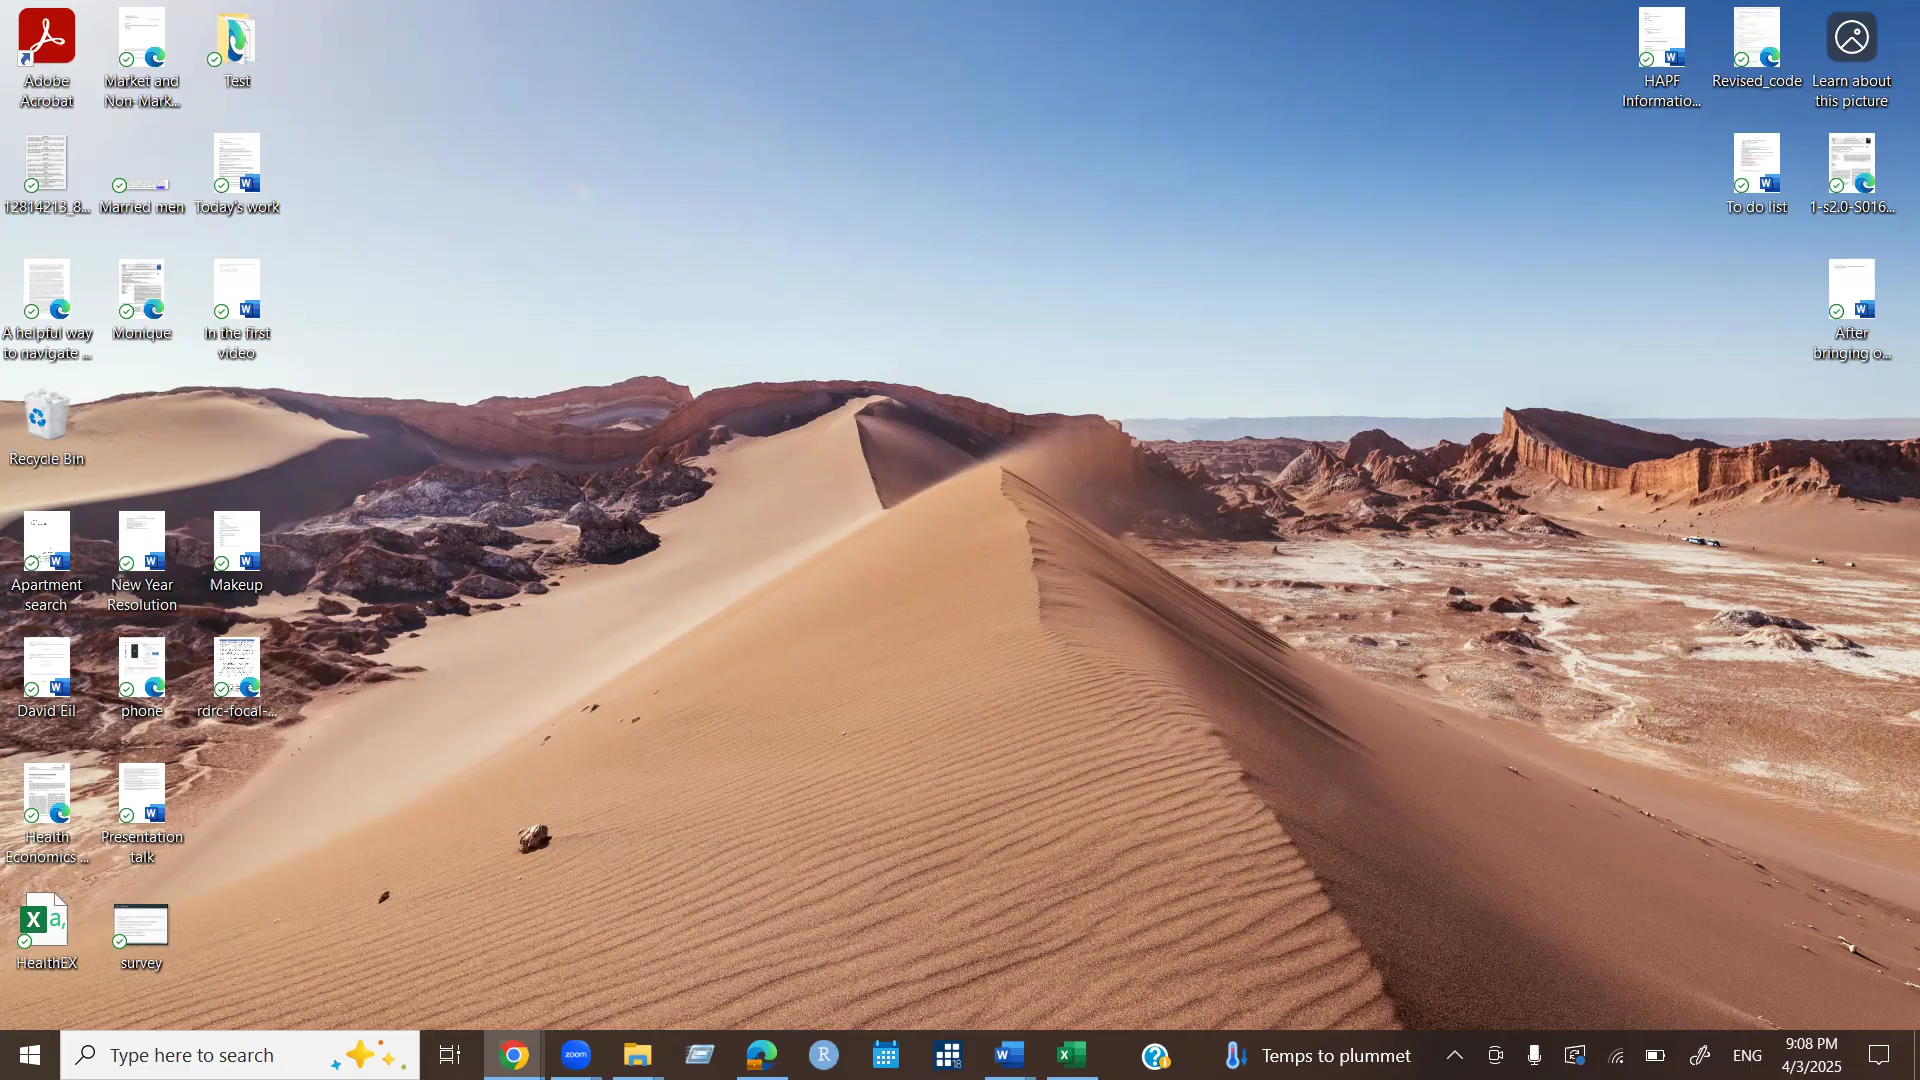 Adobe
Acrobat
Market and
Non-Mark...
Test
HAPF
Informatio...
Revised_code
Learn about
this picture
12814213_8...
Married men
Today's work
To do list
1-s2.0-S016...
A helpful way
to navigate ...
Monique
In the first
video
After
bringing o...
Recycle Bin
Apartment
search
New Year
Resolution
Makeup
David Eil
phone
rdrc-focal-...
Health
Economics ...
Presentation
talk
HealthEX
survey
Type here to search
zoom
R
18
Temps to plummet
ENG
9:08 PM
4/3/2025